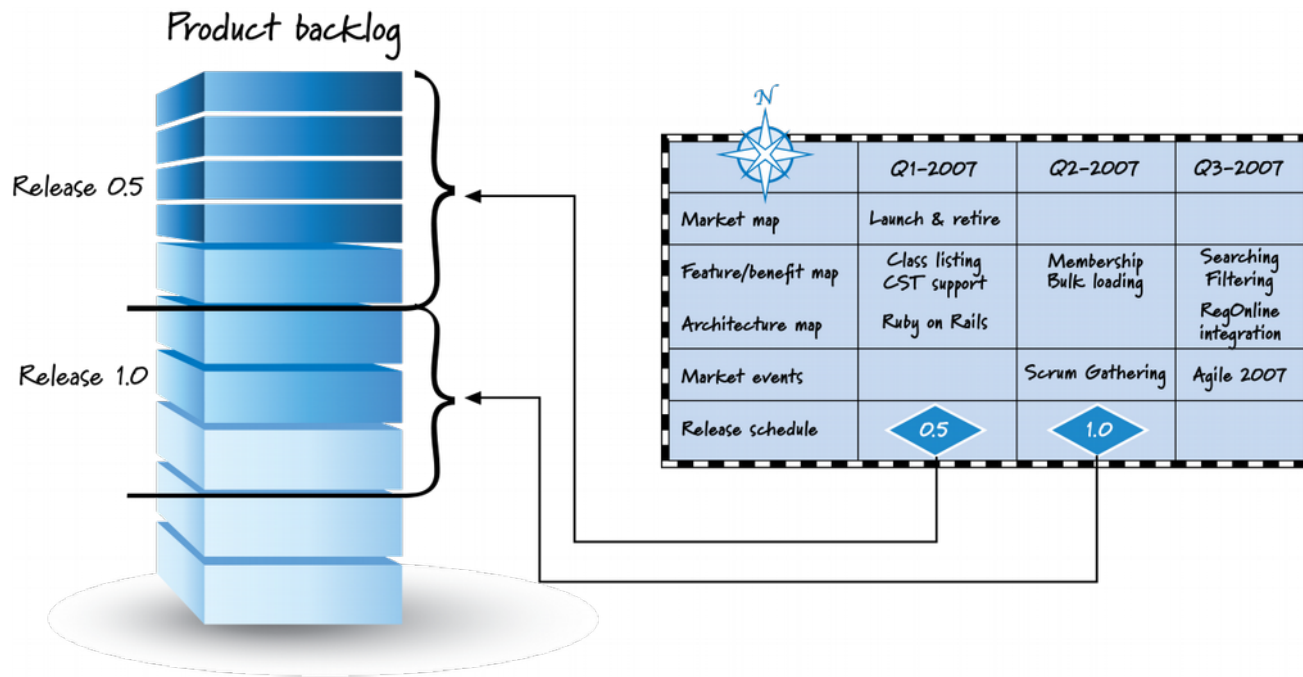 Product backlog
Release 0.5
Release 1.0
N
Q1-2007 Q2-2007 Q3-2007
Market map Launch & retire
Feature/benefit map Class listing Membership Searching
CST support Bulk loading Filtering
Architecture map Ruby on Rails RegOnline
integration
Market events Scrum Gathering Agile 2007
Release schedule 0.5 1.0